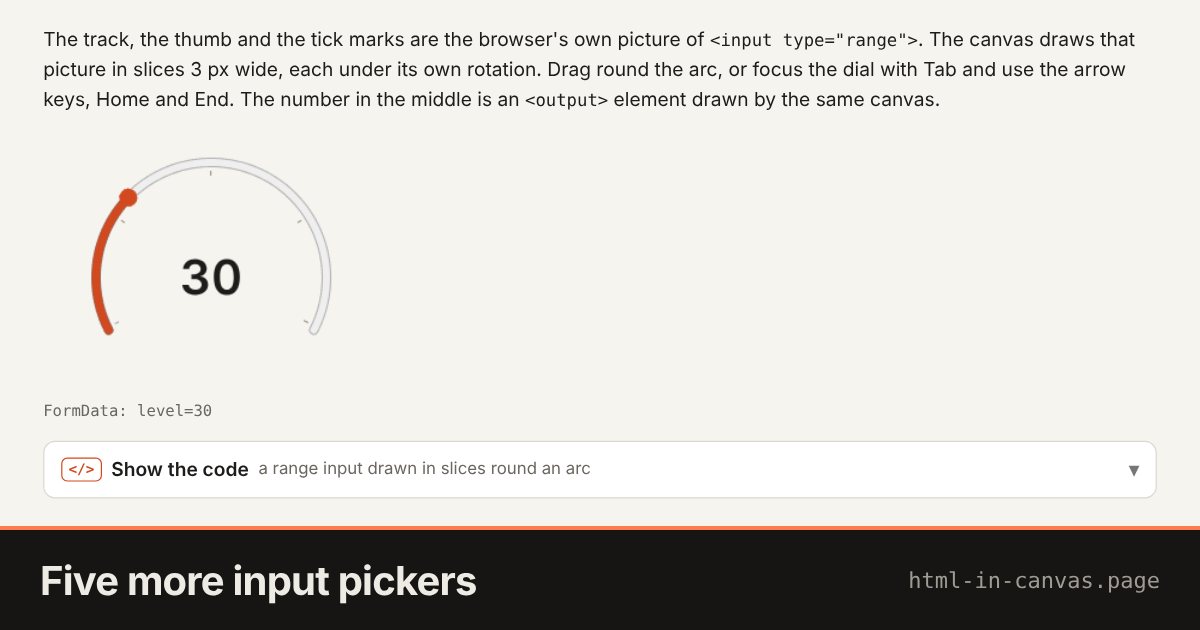 The track, the thumb and the tick marks are the browser's own picture of <input type="range">. The canvas draws that
picture in slices 3 px wide, each under its own rotation. Drag round the arc, or focus the dial with Tab and use the arrow
keys, Home and End. The number in the middle is an <output> element drawn by the same canvas.
30
FormData: level=30
</> Show the code a range input drawn in slices round an arc ▼
Five more input pickers
html-in-canvas.page